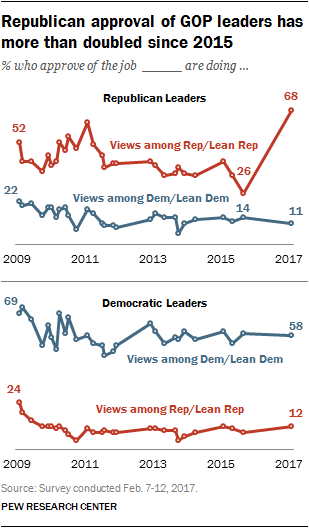 Republican approval of GOP leaders has
more than doubled since 2015
% who approve of the job ______ are doing ...
Republican Leaders
68
52
Views among Rep/Lean Rep
26
22
Views among Dem/Lean Dem
14
11
2009 2011 2013 2015 2017
Democratic Leaders
69
58
Views among Dem/Lean Dem
24
Views among Rep/Lean Rep
12
2009 2011 2013 2015 2017
Source: Survey conducted Feb. 7-12, 2017.
PEW RESEARCH CENTER